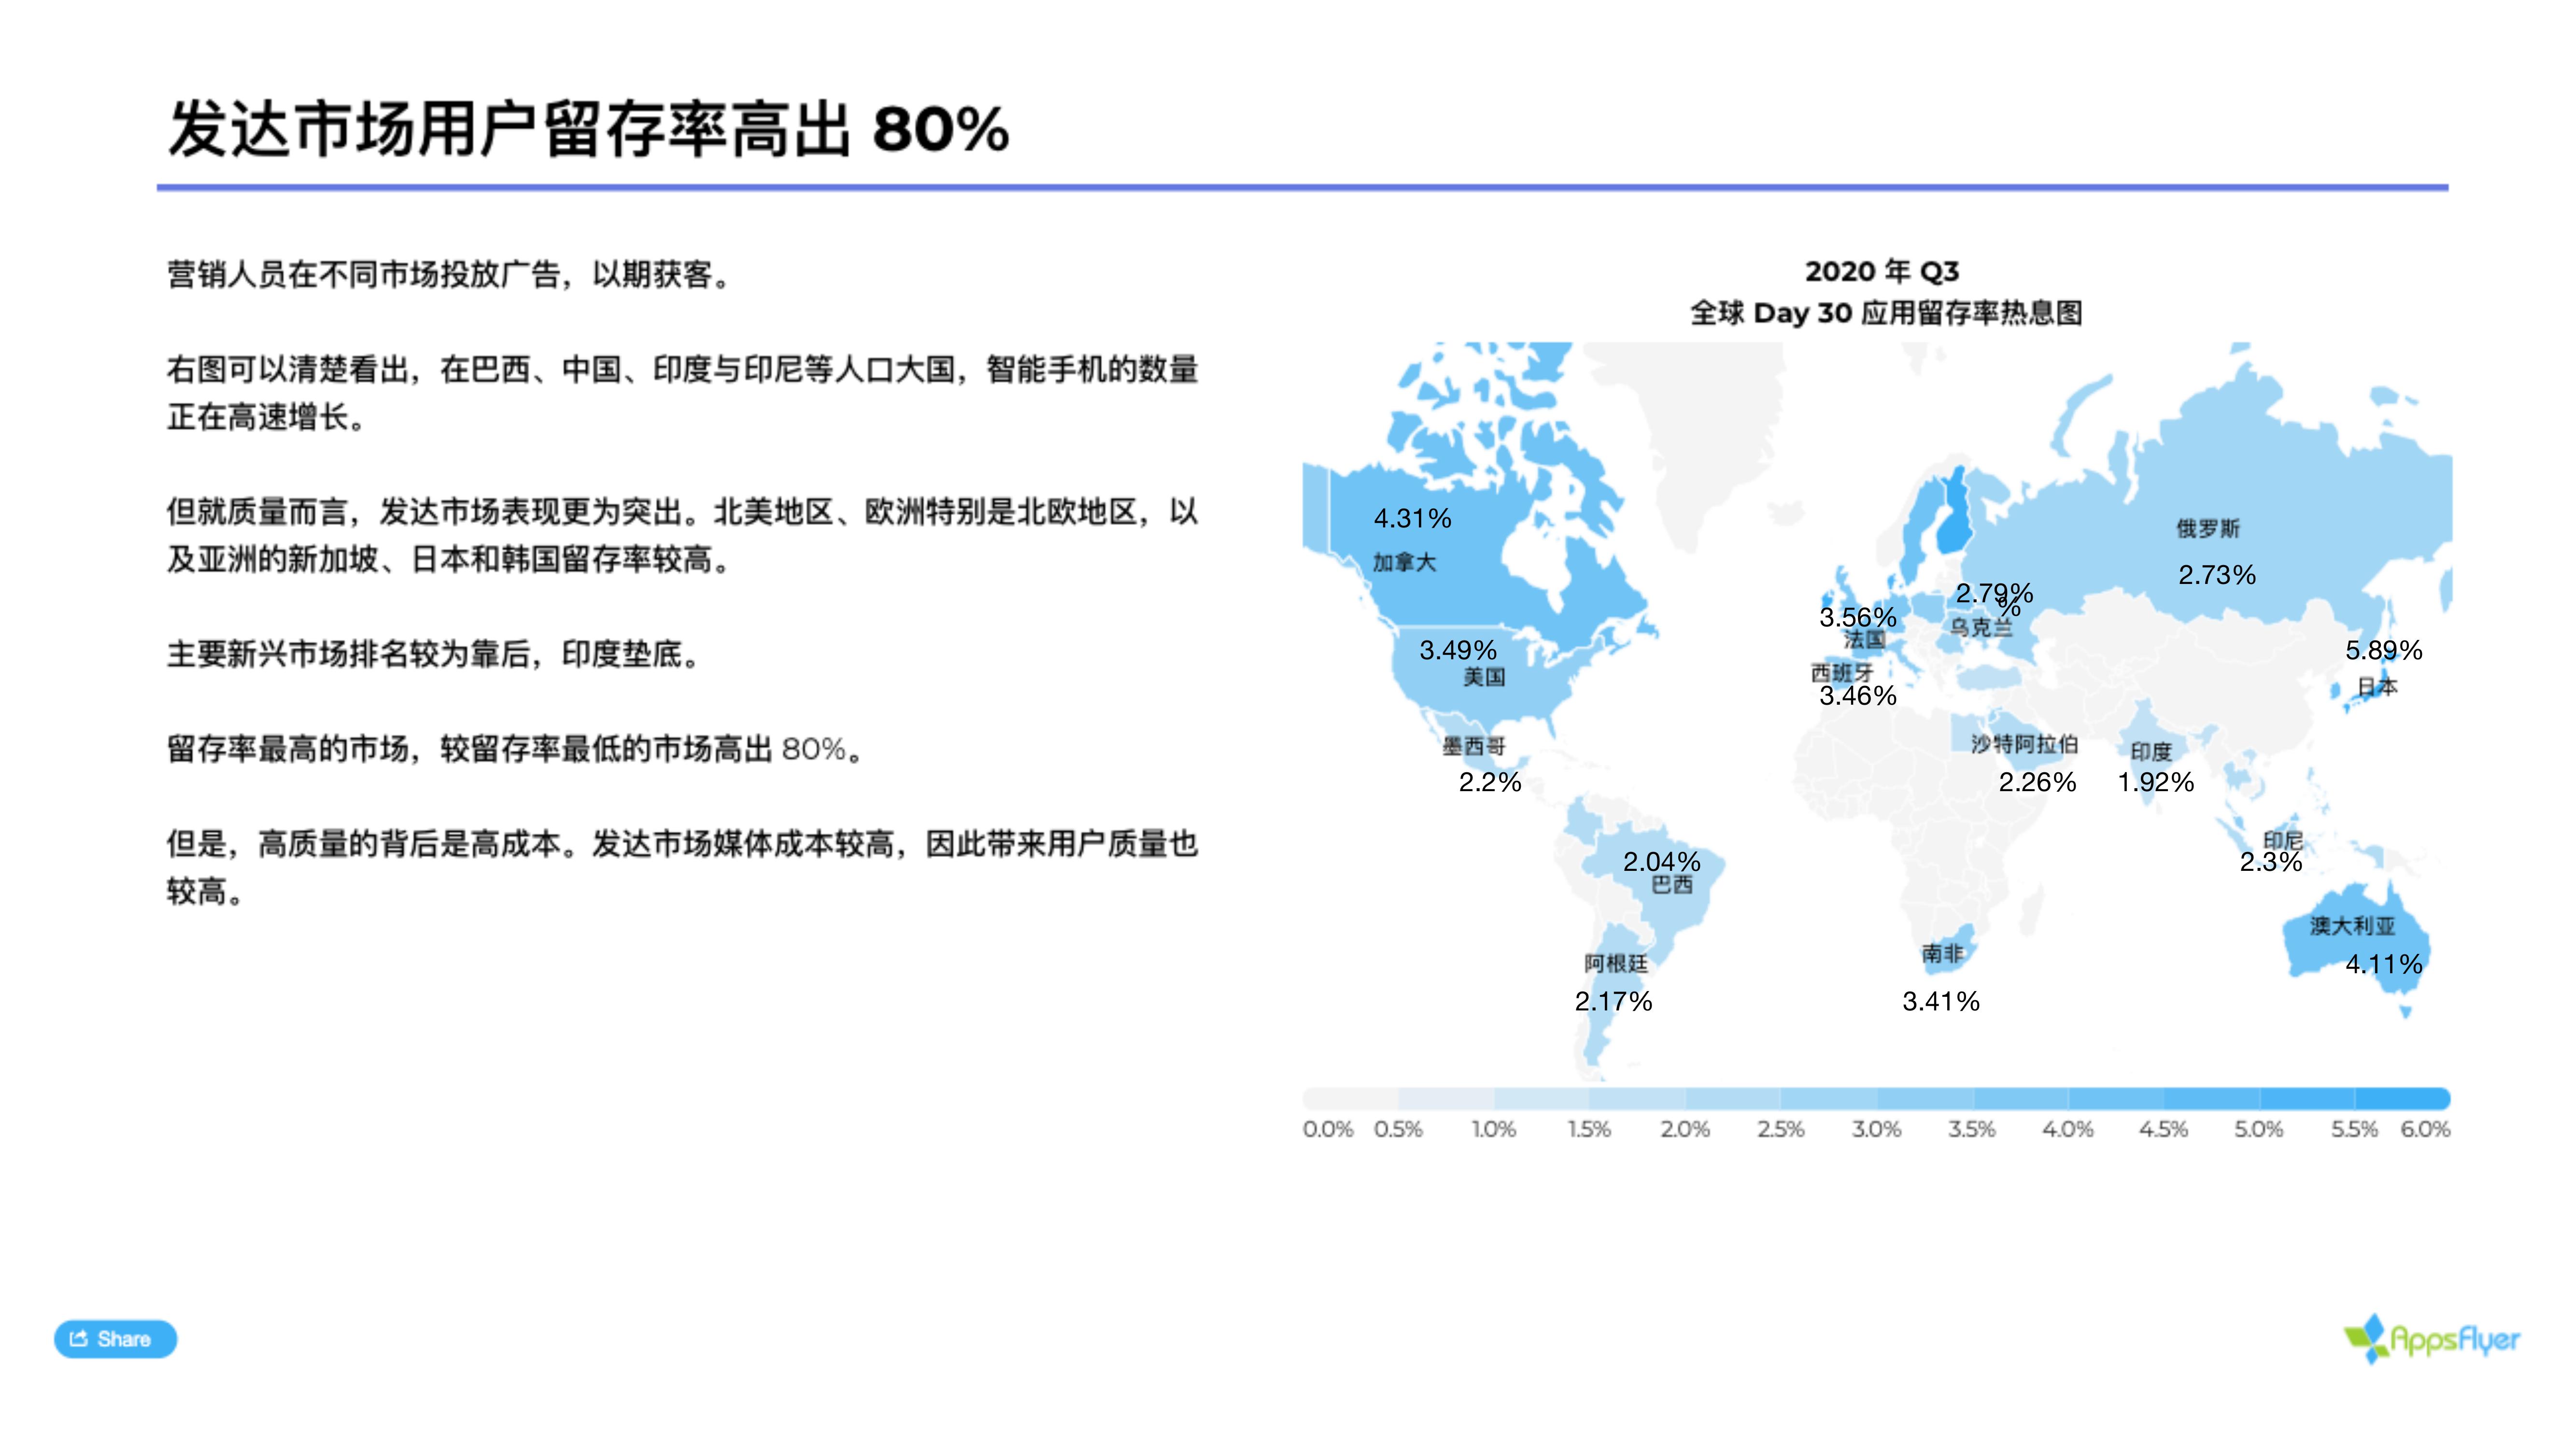 发达市场用户留存率高出 80%
营销人员在不同市场投放广告，以期获客。
右图可以清楚看出，在巴西、中国、印度与印尼等人口大国，智能手机的数量
正在高速增长。
但就质量而言，发达市场表现更为突出。北美地区、欧洲特别是北欧地区，以
及亚洲的新加坡、日本和韩国留存率较高。
主要新兴市场排名较为靠后，印度垫底。
留存率最高的市场，较留存率最低的市场高出 80%。
但是，高质量的背后是高成本。发达市场媒体成本较高，因此带来用户质量也
较高。
2020 年 Q3
全球 Day 30 应用留存率热息图
4.31%
加拿大
3.49%
美国
墨西哥
2.2%
2.04%
巴西
阿根廷
2.17%
3.56%
法国
西班牙
3.46%
2.79%
%
乌克兰
俄罗斯
2.73%
5.89%
日本
沙特阿拉伯
2.26%
印度
1.92%
印尼
2.3%
南非
3.41%
澳大利亚
4.11%
0.0% 0.5% 1.0% 1.5% 2.0% 2.5% 3.0% 3.5% 4.0% 4.5% 5.0% 5.5% 6.0%
Share
AppsFlyer